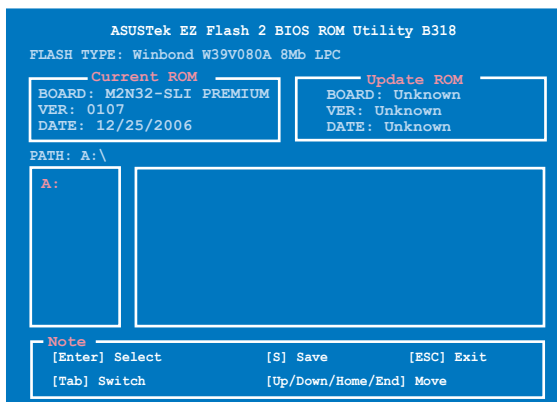 ASUSTek EZ Flash 2 BIOS ROM Utility B318
FLASH TYPE: Winbond W39V080A 8Mb LPC
Current ROM
BOARD: M2N32-SLI PREMIUM
VER: 0107
DATE: 12/25/2006
Update ROM
BOARD: Unknown
VER: Unknown
DATE: Unknown
PATH: A:\
A:
Note
[Enter] Select [S] Save [ESC] Exit
[Tab] Switch [Up/Down/Home/End] Move